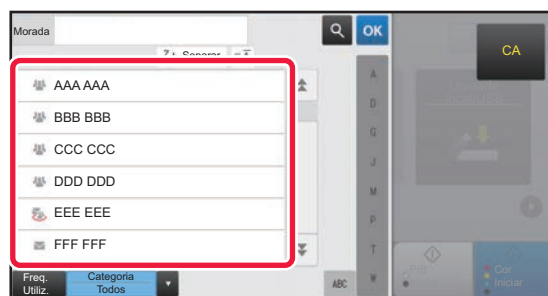 Morada
OK
CA
Separar
A
AAA AAA
D
BBB BBB
G
CCC CCC
J
DDD DDD
M
EEE EEE
P
FFF FFF
T
Freq.
Utiliz.
Categoria
Todos
ABC
W
Cor
Iniciar